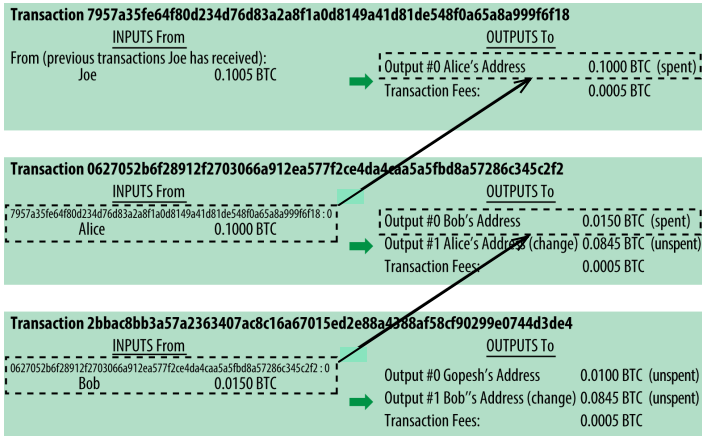 Transaction 7957a35fe64f80d234d76d83a2a8f1a0d8149a41d81de548f0a65a8a999f6f18
INPUTS From
OUTPUTS To
From (previous transactions Joe has received):
Joe 0.1005 BTC
Output #0 Alice's Address 0.1000 BTC (spent)
Transaction Fees: 0.0005 BTC
Transaction 0627052b6f28912f2703066a912ea577f2ce4da4caa5a5fbd8a57286c345c2f2
INPUTS From
OUTPUTS To
7957a35fe64f80d234d76d83a2a8f1a0d8149a41d81de548f0a65a8a999f6f18 : 0
Alice 0.1000 BTC
Output #0 Bob's Address 0.0150 BTC (spent)
Output #1 Alice's Address (change) 0.0845 BTC (unspent)
Transaction Fees: 0.0005 BTC
Transaction 2bbac8bb3a57a2363407ac8c16a67015ed2e88a4388af58cf90299e0744d3de4
INPUTS From
OUTPUTS To
0627052b6f28912f2703066a912ea577f2ce4da4caa5a5fbd8a57286c345c2f2 : 0
Bob 0.0150 BTC
Output #0 Gopesh's Address 0.0100 BTC (unspent)
Output #1 Bob''s Address (change) 0.0845 BTC (unspent)
Transaction Fees: 0.0005 BTC